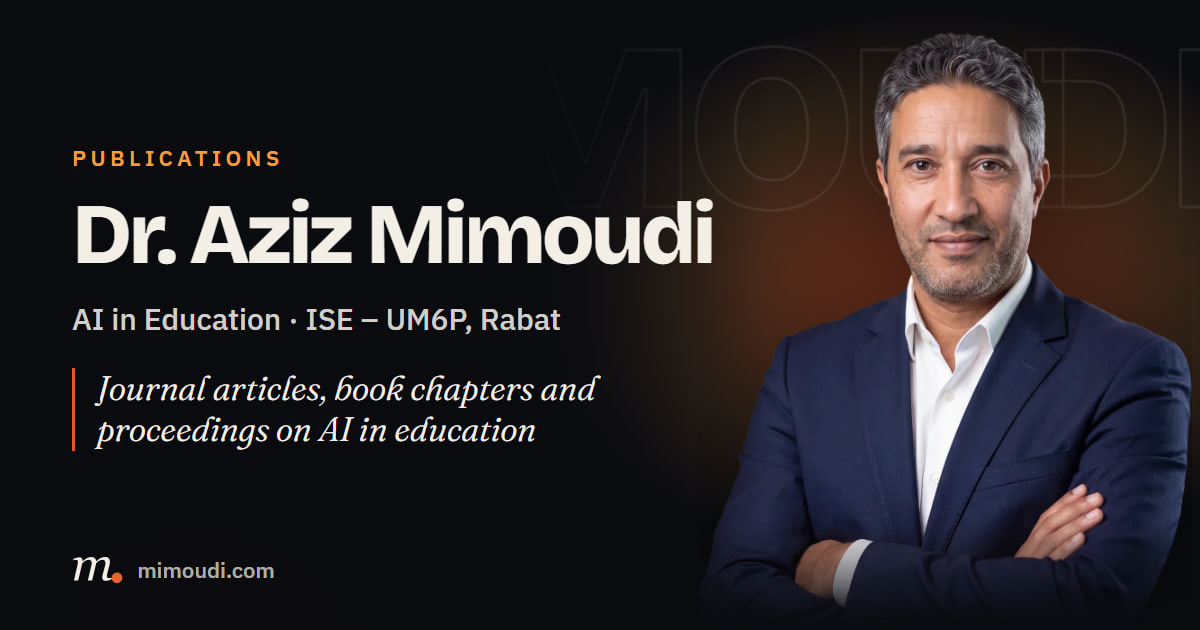 MIMOUDI
PUBLICATIONS
Dr. Aziz Mimoudi
AI in Education · ISE – UM6P, Rabat
Journal articles, book chapters and
proceedings on AI in education
m.
mimoudi.com